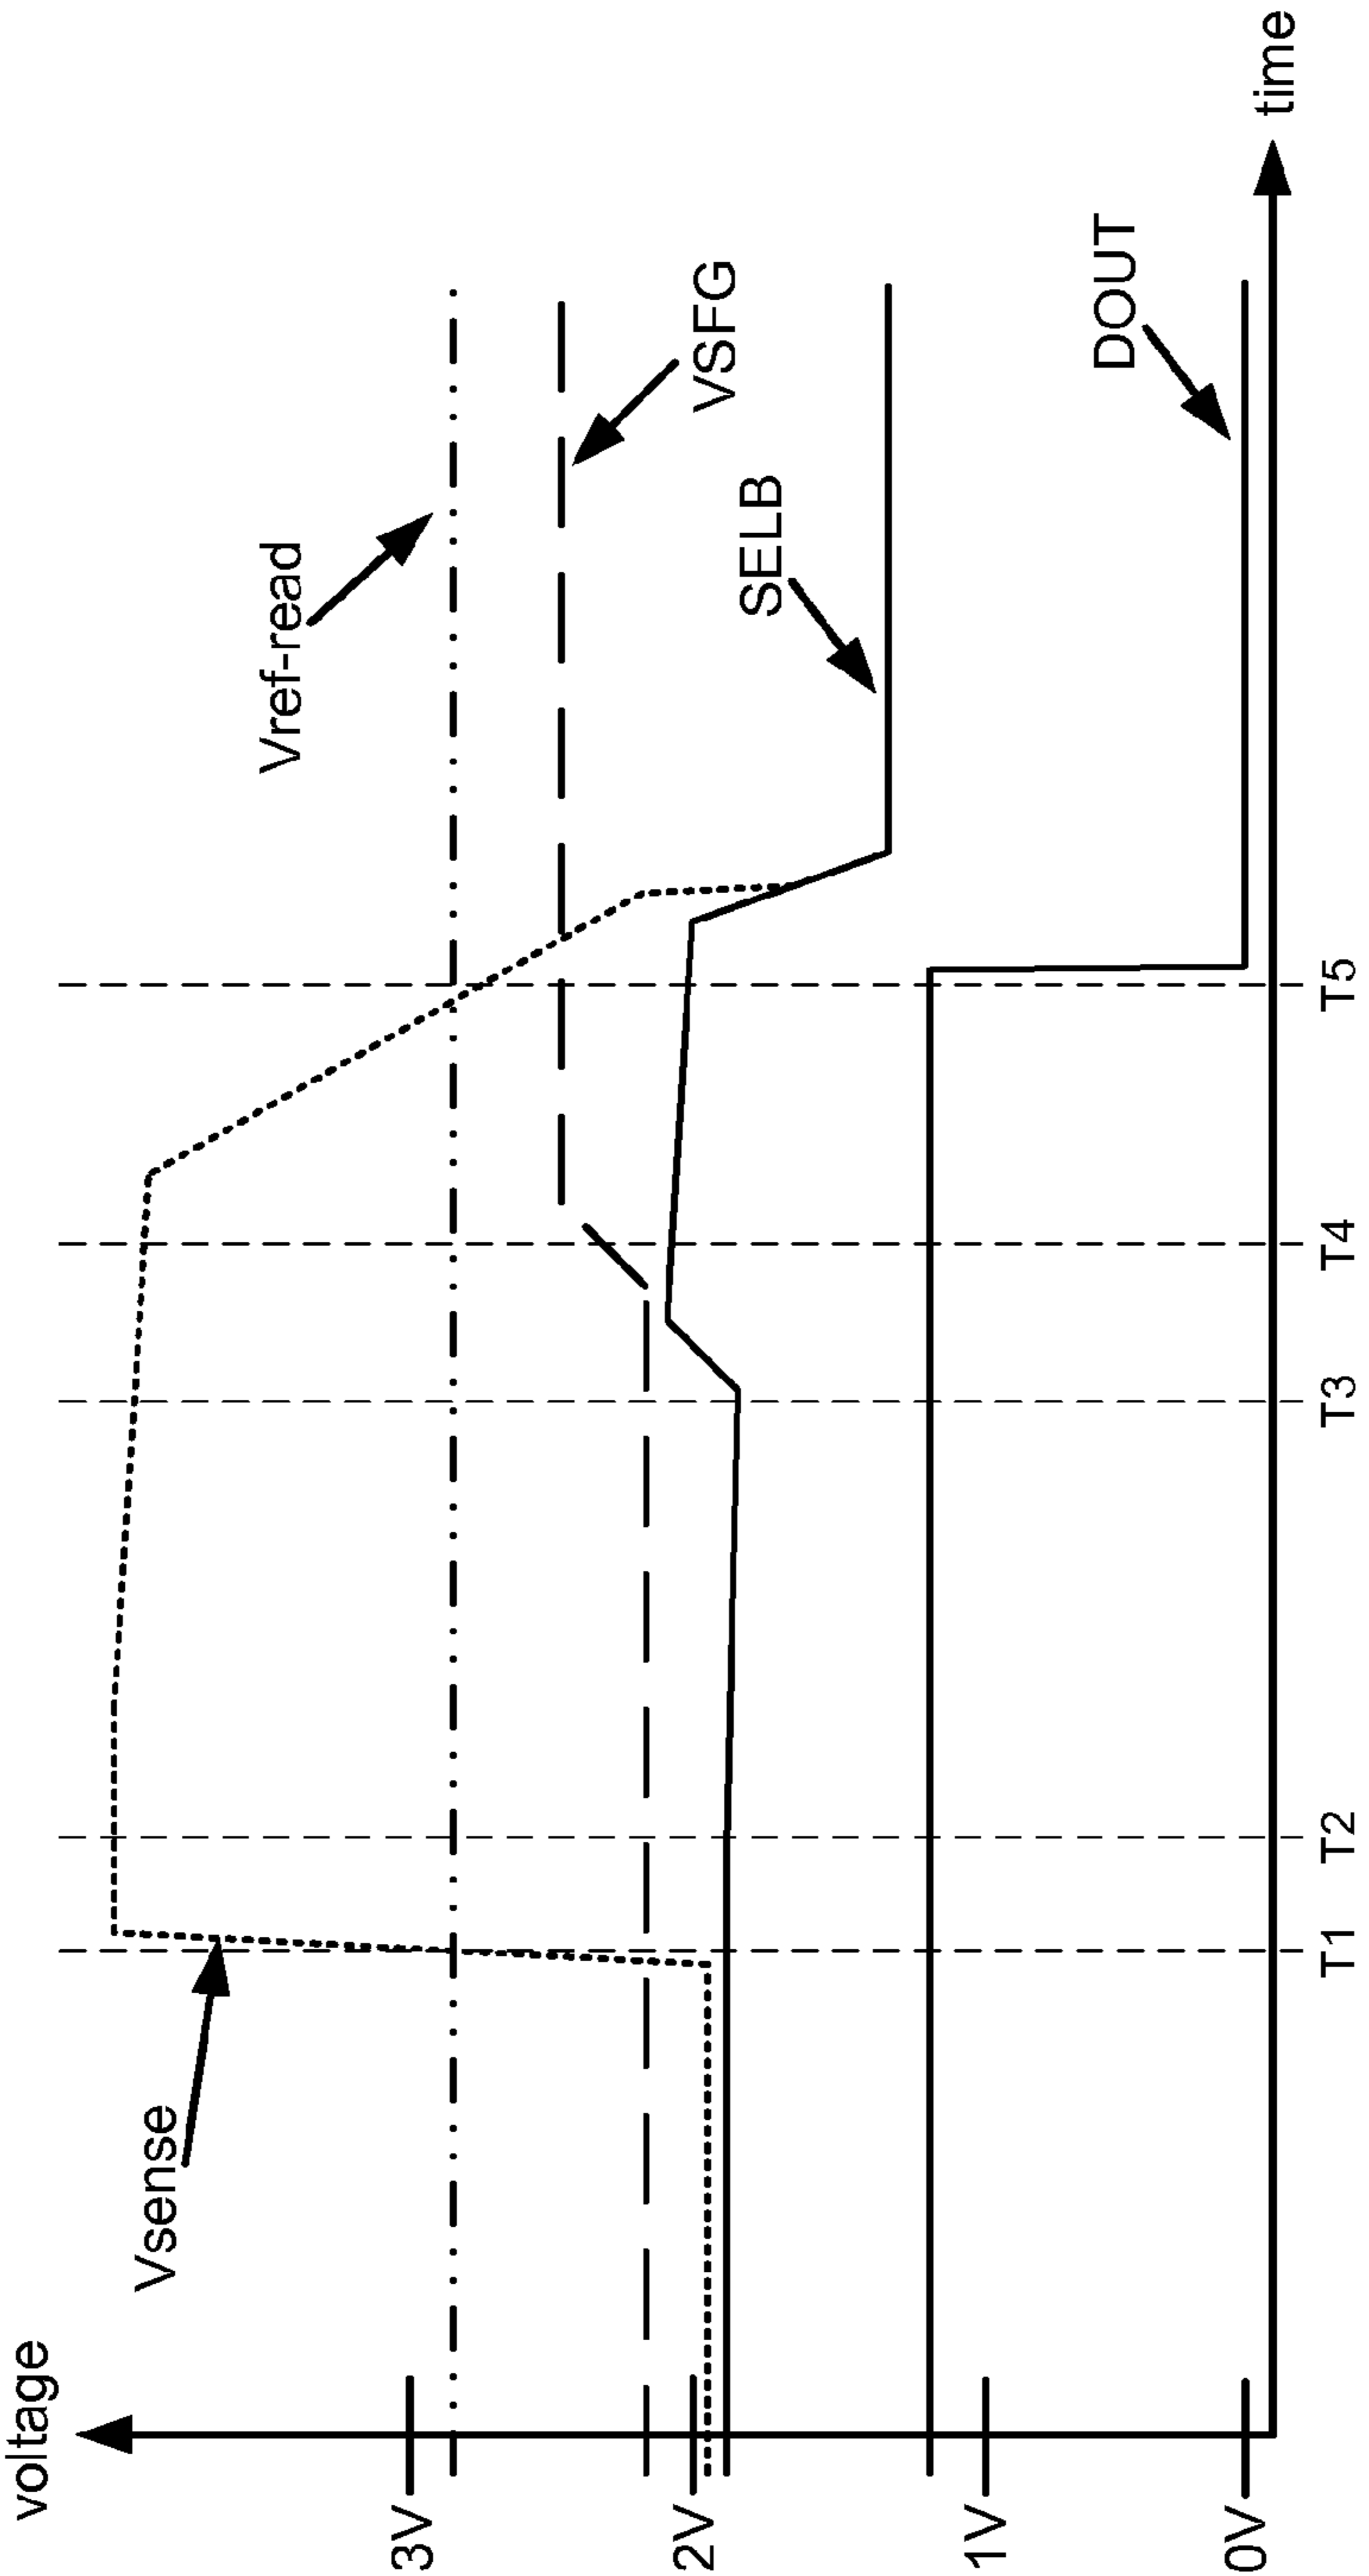 voltage
3V
2V
1V
0V
Vsense
Vref-read
VSFG
SELB
DOUT
T1
T2
T3
T4
T5
time